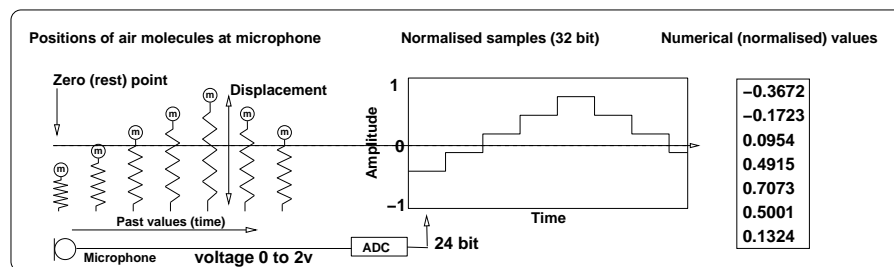 Positions of air molecules at microphone
Normalised samples (32 bit)
Numerical (normalised) values
Zero (rest) point
Displacement
m
m
m
m
m
m
m
Past values (time)
Microphone
voltage 0 to 2v
ADC
24 bit
Amplitude
1
0
−1
Time
−0.3672
−0.1723
0.0954
0.4915
0.7073
0.5001
0.1324